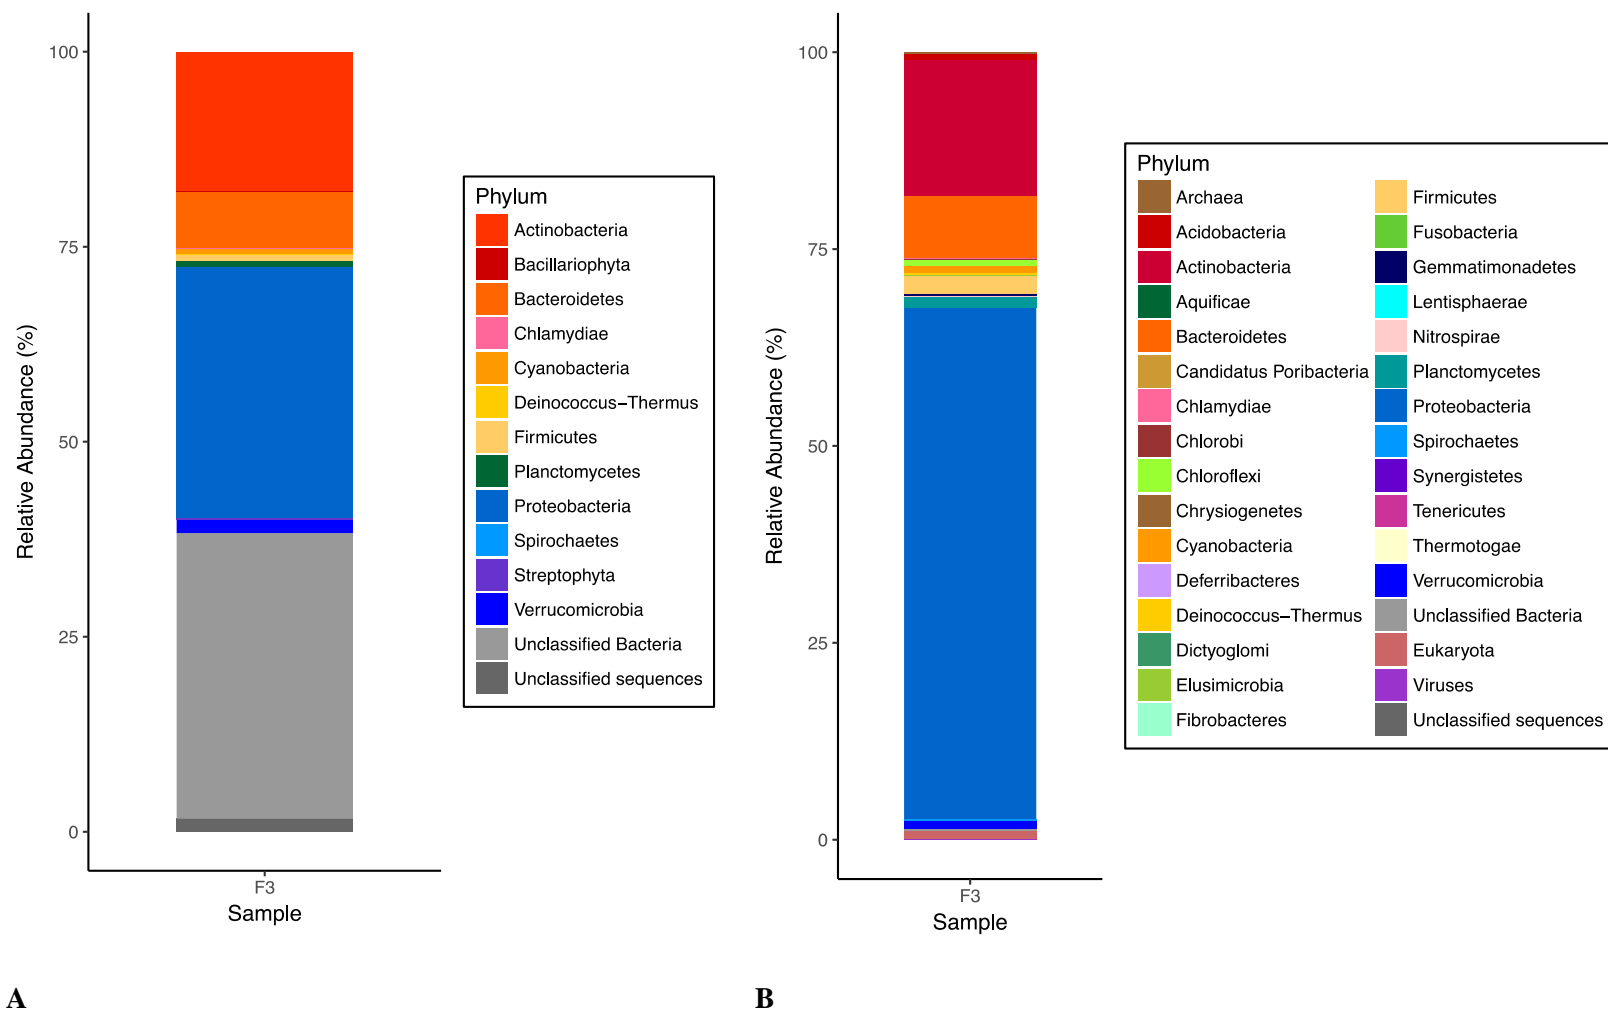 100
75
50
25
0
Relative Abundance (%)
F3
Sample
Phylum
Actinobacteria
Bacillariophyta
Bacteroidetes
Chlamydiae
Cyanobacteria
Deinococcus−Thermus
Firmicutes
Planctomycetes
Proteobacteria
Spirochaetes
Streptophyta
Verrucomicrobia
Unclassified Bacteria
Unclassified sequences
A
100
75
50
25
0
Relative Abundance (%)
F3
Sample
Phylum
Archaea
Acidobacteria
Actinobacteria
Aquificae
Bacteroidetes
Candidatus Poribacteria
Chlamydiae
Chlorobi
Chloroflexi
Chrysiogenetes
Cyanobacteria
Deferribacteres
Deinococcus−Thermus
Dictyoglomi
Elusimicrobia
Fibrobacteres
Firmicutes
Fusobacteria
Gemmatimonadetes
Lentisphaerae
Nitrospirae
Planctomycetes
Proteobacteria
Spirochaetes
Synergistetes
Tenericutes
Thermotogae
Verrucomicrobia
Unclassified Bacteria
Eukaryota
Viruses
Unclassified sequences
B